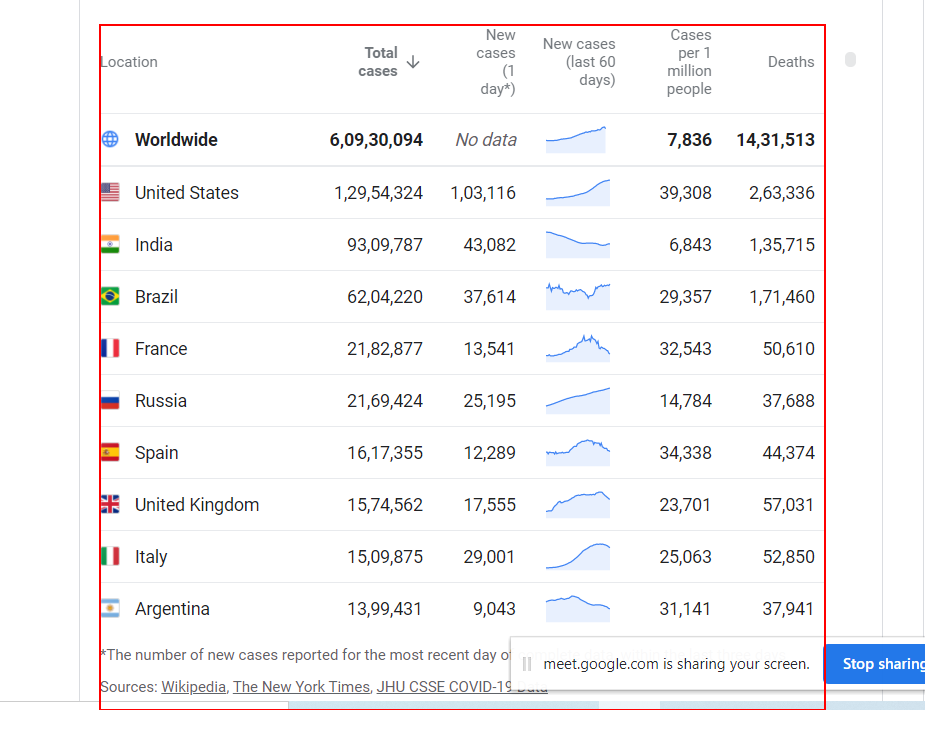 Location Total cases New cases (1 day*) New cases (last 60 days) Cases per 1 million people Deaths
Worldwide 6,09,30,094 No data 7,836 14,31,513
United States 1,29,54,324 1,03,116 39,308 2,63,336
India 93,09,787 43,082 6,843 1,35,715
Brazil 62,04,220 37,614 29,357 1,71,460
France 21,82,877 13,541 32,543 50,610
Russia 21,69,424 25,195 14,784 37,688
Spain 16,17,355 12,289 34,338 44,374
United Kingdom 15,74,562 17,555 23,701 57,031
Italy 15,09,875 29,001 25,063 52,850
Argentina 13,99,431 9,043 31,141 37,941
*The number of new cases reported for the most recent day
meet.google.com is sharing your screen. Stop sharing
Sources: Wikipedia, The New York Times, JHU CSSE COVID-19 Data